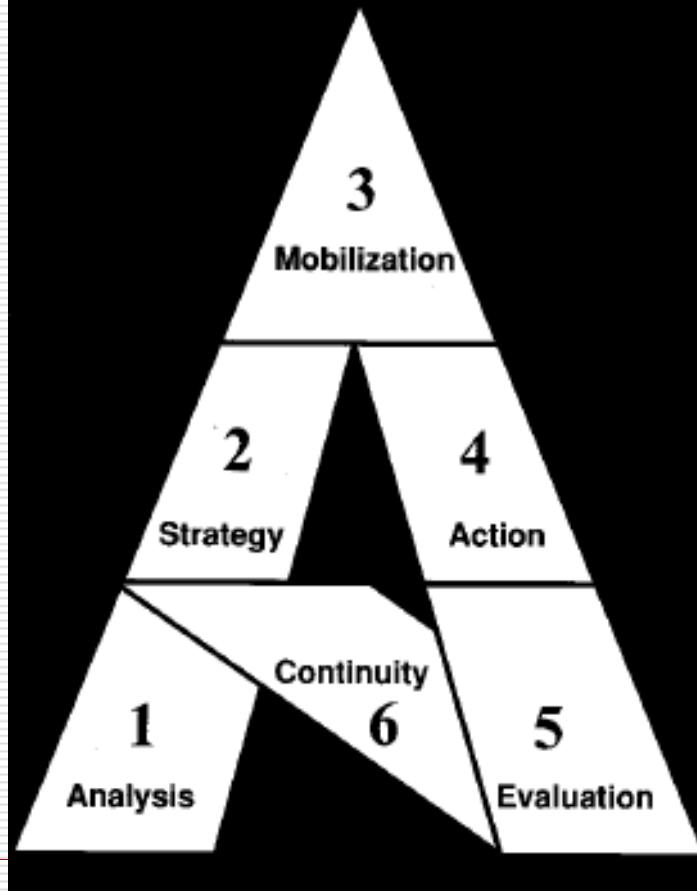 3
Mobilization
2
Strategy
4
Action
Continuity
6
1
Analysis
5
Evaluation